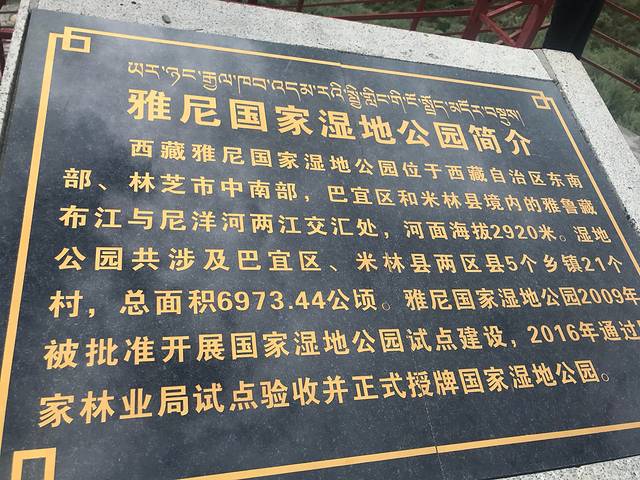 ཡར་ཉང་རྒྱལ་ཁབ་འདམ་རའི་སྤྱི་གླིང་གི་ངོ་སྤྲོད་མདོར་བསྡུས།
雅尼国家湿地公园简介
西藏雅尼国家湿地公园位于西藏自治区东南
部、林芝市中南部，巴宜区和米林县境内的雅鲁藏
布江与尼洋河两江交汇处，河面海拔2920米。湿地
公园共涉及巴宜区、米林县两区县5个乡镇21个
村，总面积6973.44公顷。雅尼国家湿地公园2009年
被批准开展国家湿地公园试点建设，2016年通过
家林业局试点验收并正式授牌国家湿地公园。